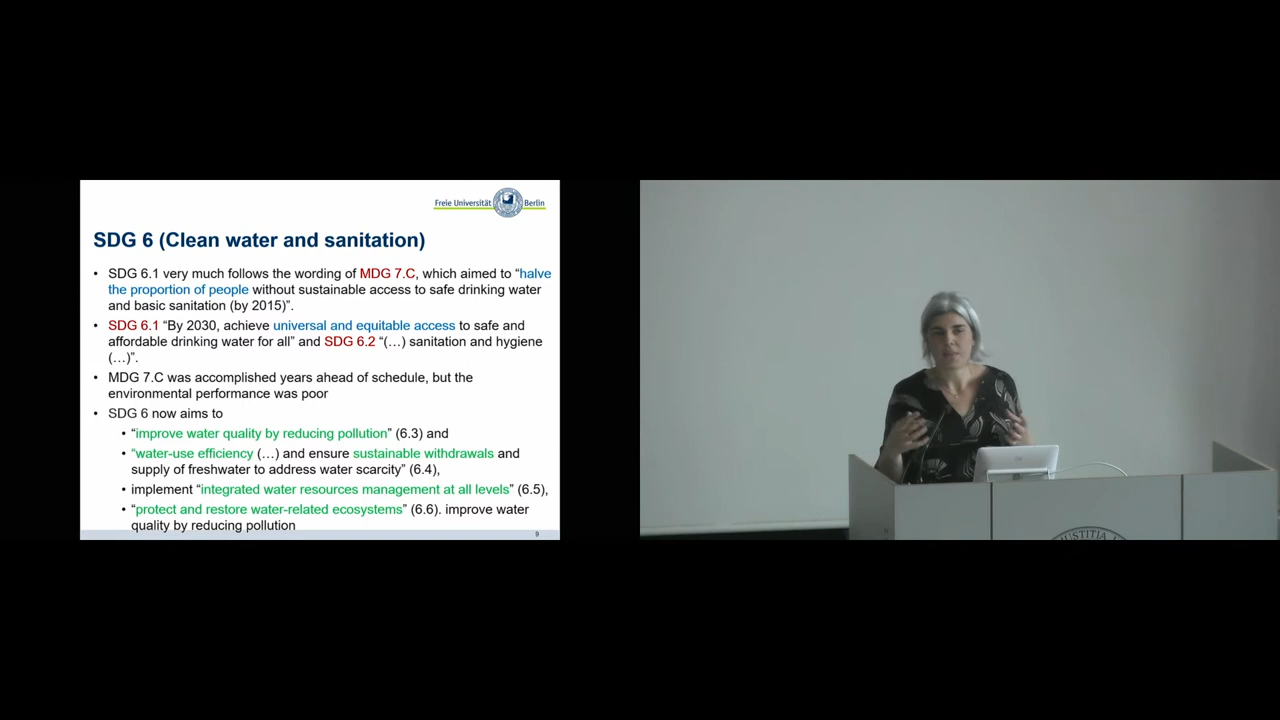 Freie Universität Berlin
SDG 6 (Clean water and sanitation)
• SDG 6.1 very much follows the wording of MDG 7.C, which aimed to “halve
the proportion of people without sustainable access to safe drinking water
and basic sanitation (by 2015)”.
• SDG 6.1 “By 2030, achieve universal and equitable access to safe and
affordable drinking water for all” and SDG 6.2 “(…) sanitation and hygiene
(…)”.
• MDG 7.C was accomplished years ahead of schedule, but the
environmental performance was poor
• SDG 6 now aims to
• “improve water quality by reducing pollution” (6.3) and
• “water-use efficiency (…) and ensure sustainable withdrawals and
supply of freshwater to address water scarcity” (6.4),
• implement “integrated water resources management at all levels” (6.5),
• “protect and restore water-related ecosystems” (6.6). improve water
quality by reducing pollution
9
IUSTITIA